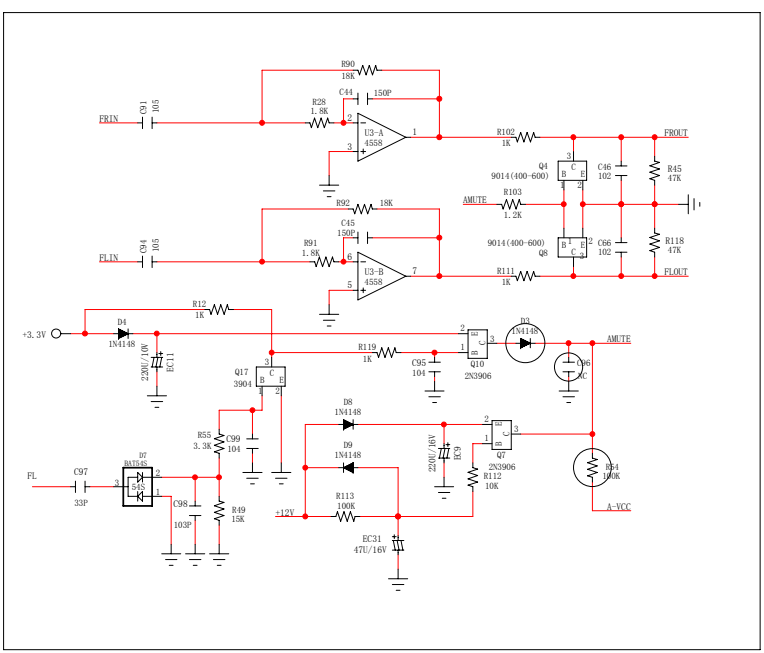 R90
18K
C44 150P
C91
105
R28
1.8K
FRIN
2
3
U3-A
4558
1
R102
1K
FROUT
3
C
B E
1 2
Q4
9014(400-600)
C46
102
R45
47K
AMUTE
R103
1.2K
R92 18K
C45
150P
C94
105
R91
1.8K
FLIN
6
5
U3-B
4558
7
R111
1K
9014(400-600)
Q8
B 1 E 2
C
3
C66
102
R118
47K
FLOUT
R12
1K
+3.3V
D4
1N4148
220U/10V
EC11
R119
1K
C95
104
2
1
E
B
C
3
Q10
2N3906
D3
1N4148
AMUTE
C96
NC
Q17
3904
3
C
B E
1 2
R55
3.3K
C99
104
D8
1N4148
D9
1N4148
220U/16V
EC9
2
1
E
B
C
3
Q7
2N3906
R112
10K
R54
100K
A-VCC
FL
C97
33P
D7
BAT54S
54S
3
2
1
C98
103P
R49
15K
+12V
R113
100K
EC31
47U/16V